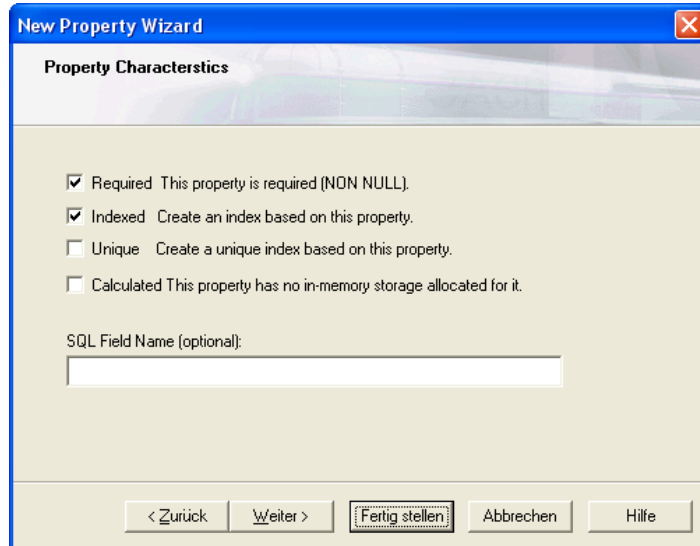 New Property Wizard
Property Characterstics
Required This property is required (NON NULL).
Indexed Create an index based on this property.
Unique Create a unique index based on this property.
Calculated This property has no in-memory storage allocated for it.
SQL Field Name (optional):
< Zurück Weiter > Fertig stellen Abbrechen Hilfe